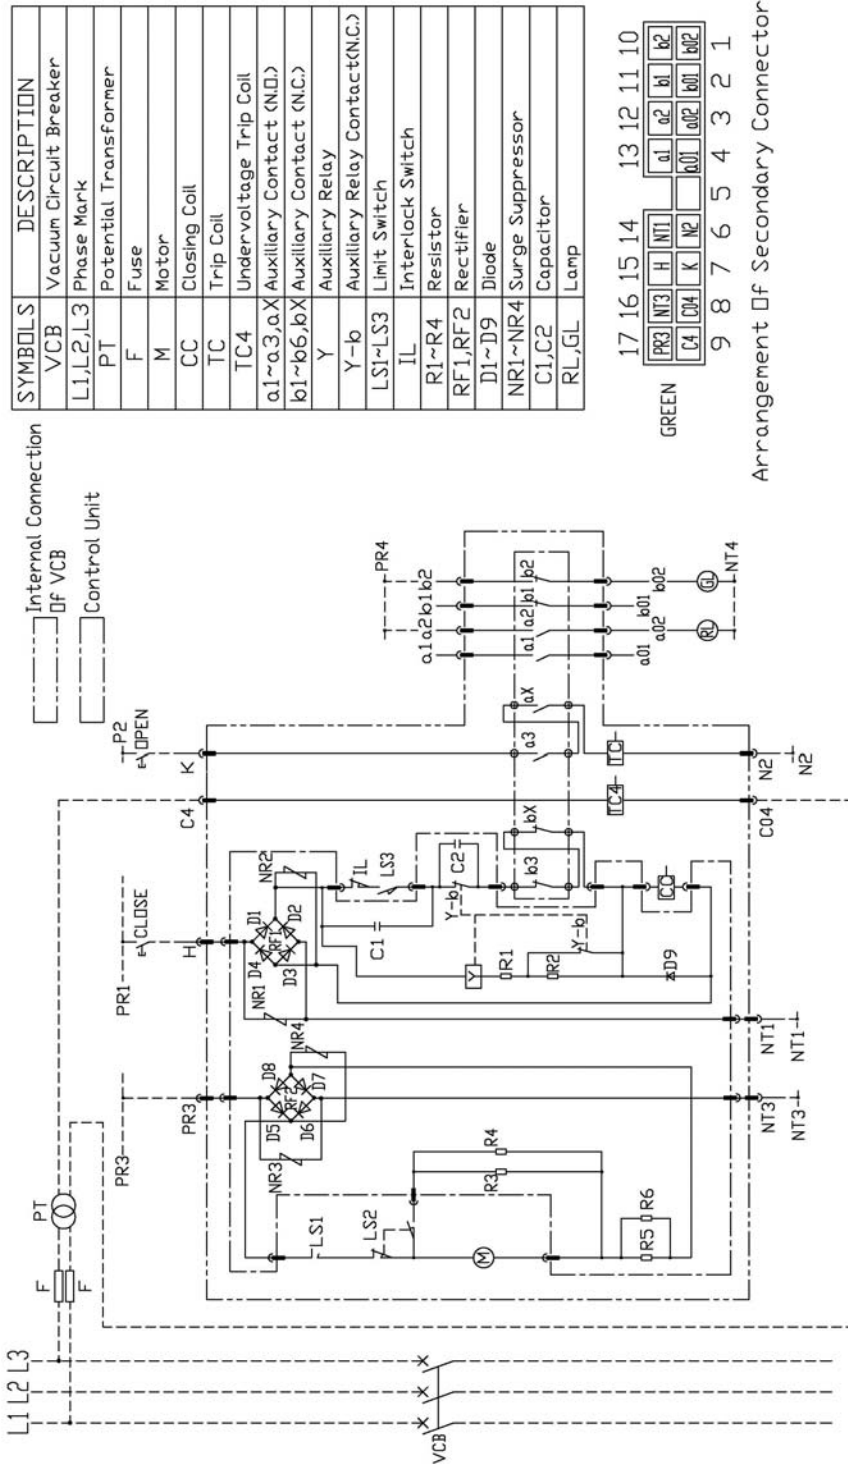 SYMBOLS DESCRIPTION
VCB Vacuum Circuit Breaker
L1,L2,L3 Phase Mark
PT Potential Transformer
F Fuse
M Motor
CC Closing Coil
TC Trip Coil
TC4 Undervoltage Trip Coil
a1~a3,aX Auxiliary Contact (N.O.)
b1~b6,bX Auxiliary Contact (N.C.)
Y Auxiliary Relay
Y-b Auxiliary Relay Contact(N.C.)
LS1~LS3 Limit Switch
IL Interlock Switch
R1~R4 Resistor
RF1,RF2 Rectifier
D1~D9 Diode
NR1~NR4 Surge Suppressor
C1,C2 Capacitor
RL,GL Lamp
Internal Connection
Of VCB
Control Unit
17 16 15 14 13 12 11 10
PR3 NT3 H NT1 a1 a2 b1 b2
C4 C04 K N2 a01 a02 b01 b02
9 8 7 6 5 4 3 2 1
GREEN
Arrangement Of Secondary Connector
L1 L2 L3
VCB
F
F
PT
PR3
PR1
CLOSE
P2
OPEN
PR3
H
C4
K
PR4
a1 a2 b1 b2
NR3
D5
D8
RF2
D6
D7
NR4
NR1
D4
D1
RF1
D3
D2
NR2
LS1
LS2
M
R3
R4
R5
R6
IL
LS3
C1
C2
Y-b
Y
R1
R2
Y-b
D9
b3
bX
CC
TC4
a3
aX
TC
a1 a2 b1 b2
a01
a02
b01
b02
RL
GL
NT4
NT3
NT3
NT1
NT1
C04
N2
N2